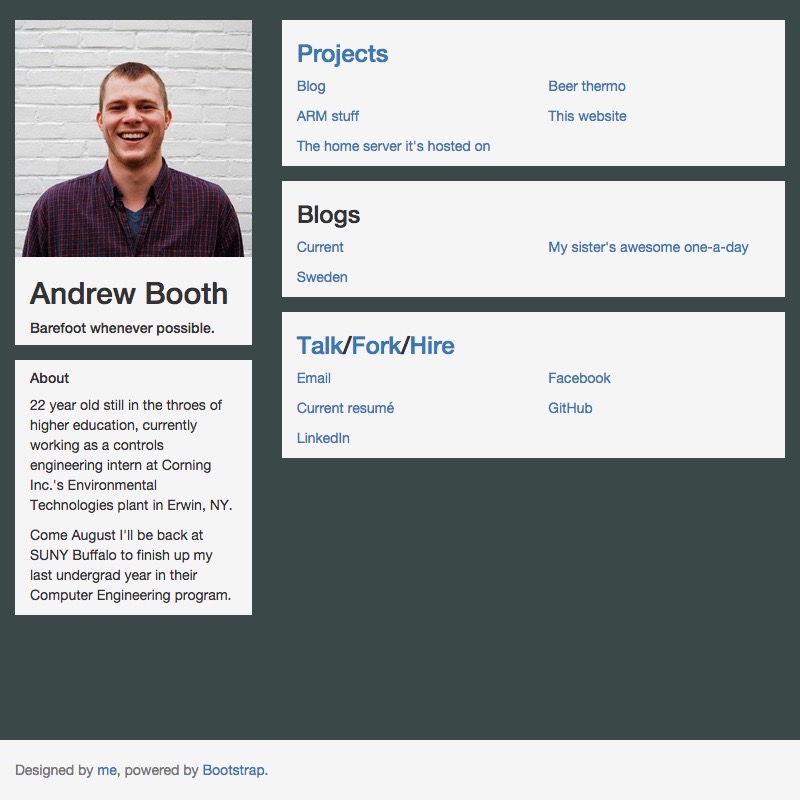 Andrew Booth
Barefoot whenever possible.
About
22 year old still in the throes of
higher education, currently
working as a controls
engineering intern at Corning
Inc.'s Environmental
Technologies plant in Erwin, NY.
Come August I'll be back at
SUNY Buffalo to finish up my
last undergrad year in their
Computer Engineering program.
Projects
Blog
Beer thermo
ARM stuff
This website
The home server it's hosted on
Blogs
Current
My sister's awesome one-a-day
Sweden
Talk/Fork/Hire
Email
Facebook
Current resumé
GitHub
LinkedIn
Designed by me, powered by Bootstrap.